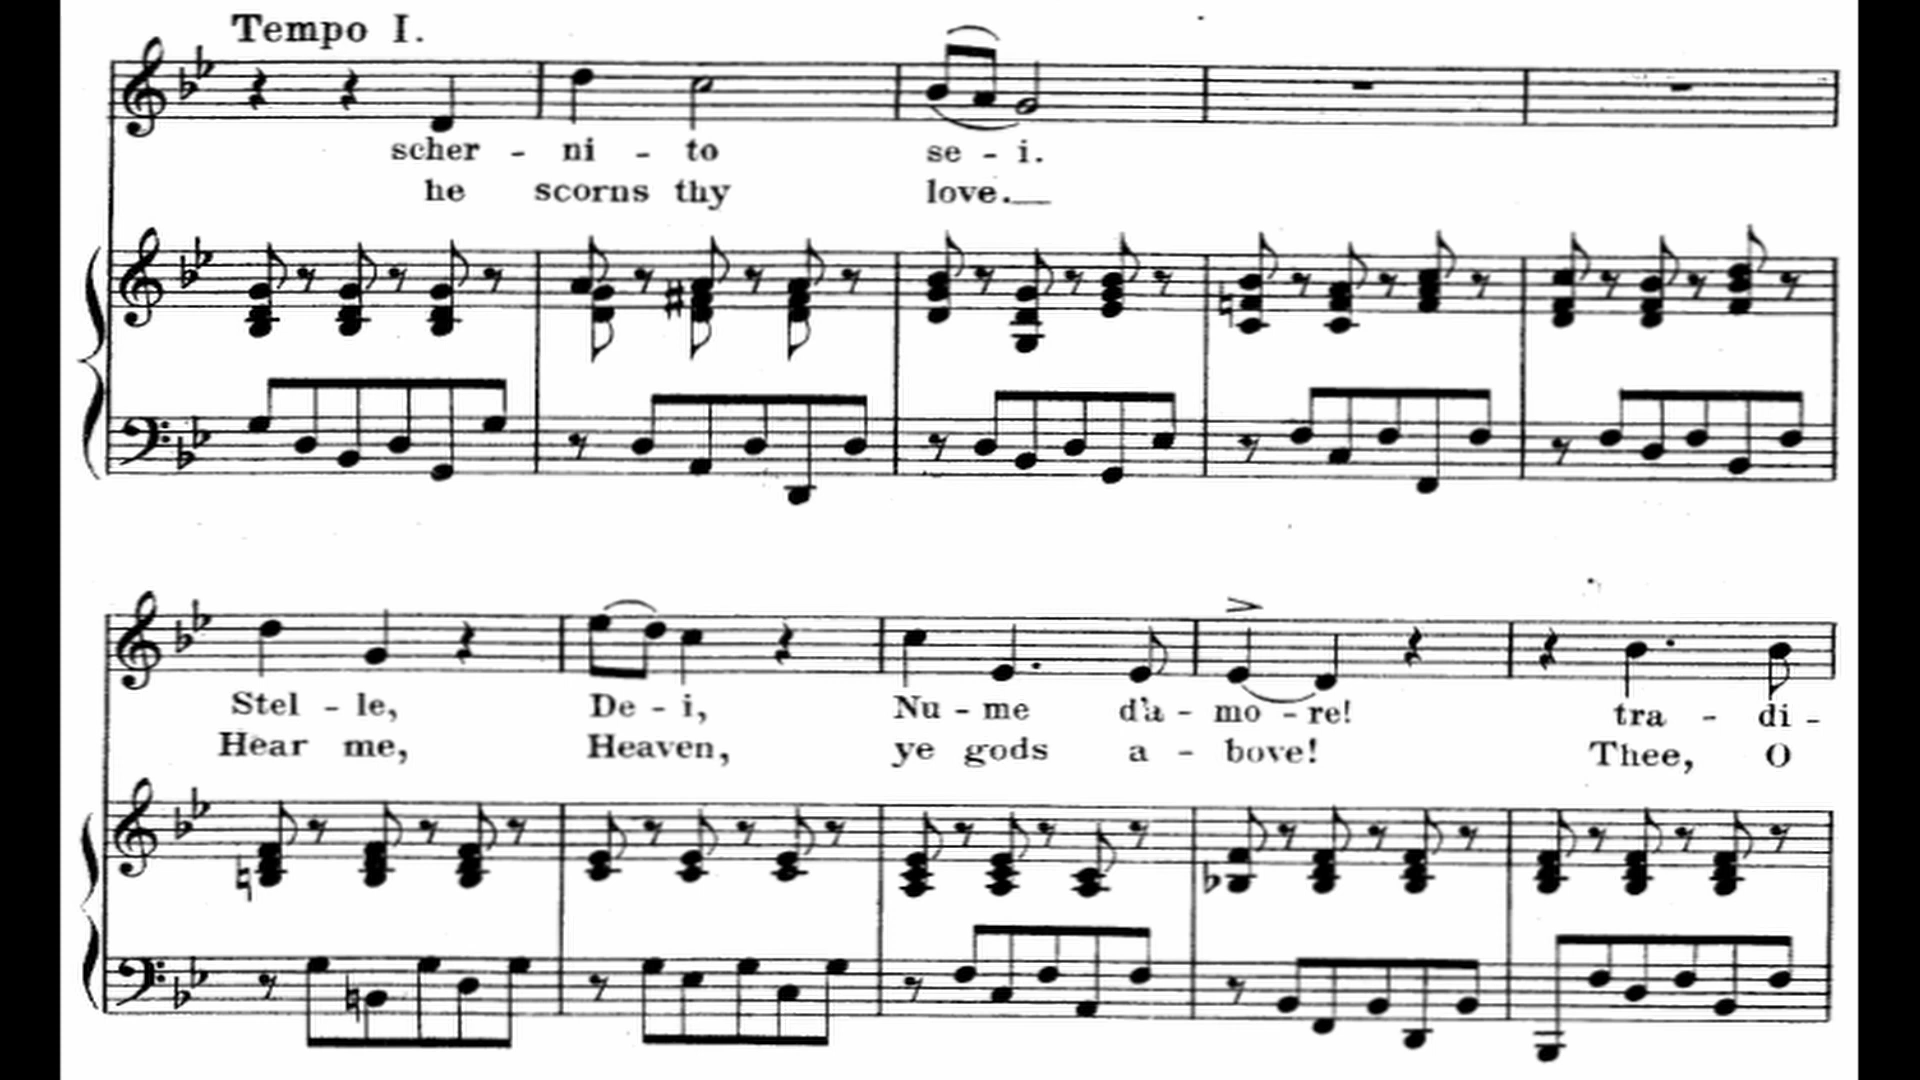 Tempo I.
scher - ni - to se - i.
he scorns thy love.
Stel - le, De - i, Nu - me d'a - mo - re! tra - di -
Hear me, Heaven, ye gods a - bove! Thee, O